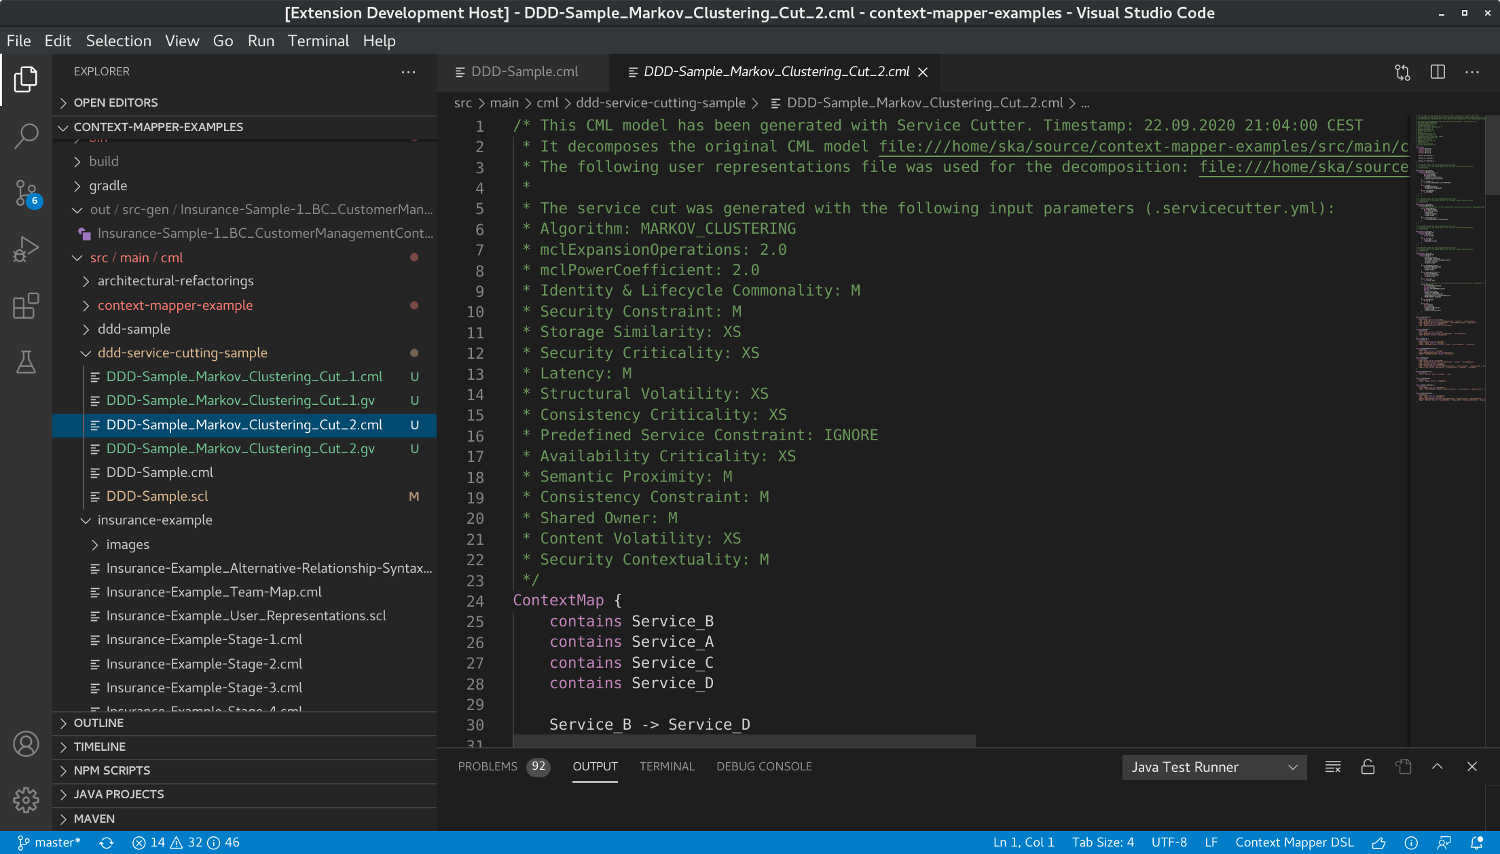 [Extension Development Host] - DDD-Sample_Markov_Clustering_Cut_2.cml - context-mapper-examples - Visual Studio Code
File Edit Selection View Go Run Terminal Help
EXPLORER
OPEN EDITORS
CONTEXT-MAPPER-EXAMPLES
build
gradle
out / src-gen / Insurance-Sample-1_BC_CustomerMan...
Insurance-Sample-1_BC_CustomerManagementCont...
src / main / cml
architectural-refactorings
context-mapper-example
ddd-sample
ddd-service-cutting-sample
DDD-Sample_Markov_Clustering_Cut_1.cml U
DDD-Sample_Markov_Clustering_Cut_1.gv U
DDD-Sample_Markov_Clustering_Cut_2.cml U
DDD-Sample_Markov_Clustering_Cut_2.gv U
DDD-Sample.cml
DDD-Sample.scl M
insurance-example
images
Insurance-Example_Alternative-Relationship-Syntax...
Insurance-Example_Team-Map.cml
Insurance-Example_User_Representations.scl
Insurance-Example-Stage-1.cml
Insurance-Example-Stage-2.cml
Insurance-Example-Stage-3.cml
Insurance-Example-Stage-4.cml
OUTLINE
TIMELINE
NPM SCRIPTS
JAVA PROJECTS
MAVEN
6
DDD-Sample.cml
DDD-Sample_Markov_Clustering_Cut_2.cml
src > main > cml > ddd-service-cutting-sample > DDD-Sample_Markov_Clustering_Cut_2.cml > ...
1 /* This CML model has been generated with Service Cutter. Timestamp: 22.09.2020 21:04:00 CEST
2 * It decomposes the original CML model file:///home/ska/source/context-mapper-examples/src/main/c
3 * The following user representations file was used for the decomposition: file:///home/ska/source
4 *
5 * The service cut was generated with the following input parameters (.servicecutter.yml):
6 * Algorithm: MARKOV_CLUSTERING
7 * mclExpansionOperations: 2.0
8 * mclPowerCoefficient: 2.0
9 * Identity & Lifecycle Commonality: M
10 * Security Constraint: M
11 * Storage Similarity: XS
12 * Security Criticality: XS
13 * Latency: M
14 * Structural Volatility: XS
15 * Consistency Criticality: XS
16 * Predefined Service Constraint: IGNORE
17 * Availability Criticality: XS
18 * Semantic Proximity: M
19 * Consistency Constraint: M
20 * Shared Owner: M
21 * Content Volatility: XS
22 * Security Contextuality: M
23 */
24 ContextMap {
25 contains Service_B
26 contains Service_A
27 contains Service_C
28 contains Service_D
29
30 Service_B -> Service_D
31
PROBLEMS 92 OUTPUT TERMINAL DEBUG CONSOLE
Java Test Runner
master* 14 32 46
Ln 1, Col 1 Tab Size: 4 UTF-8 LF Context Mapper DSL